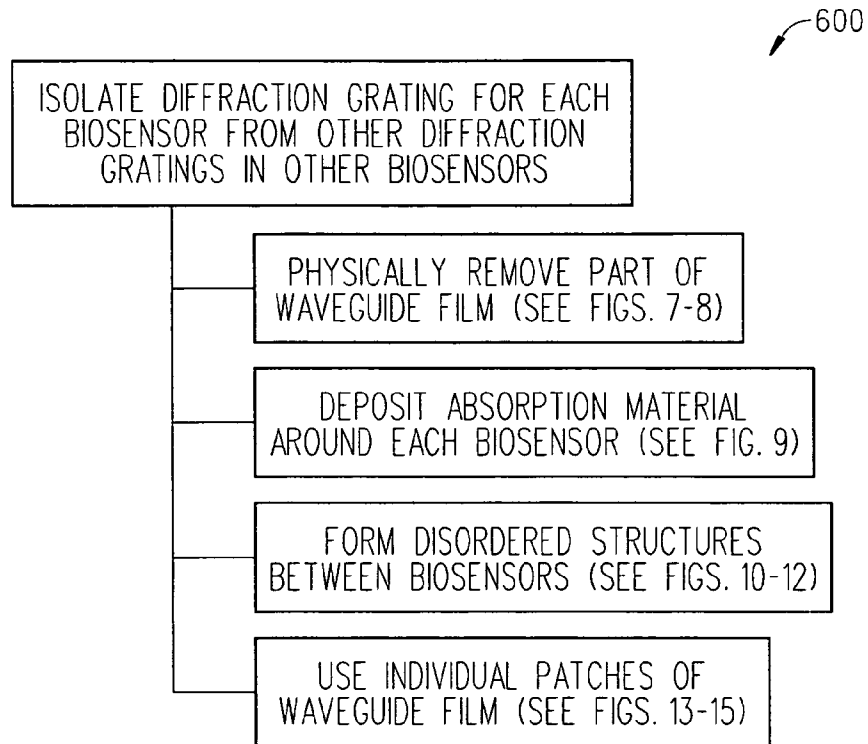 600
ISOLATE DIFFRACTION GRATING FOR EACH
BIOSENSOR FROM OTHER DIFFRACTION
GRATINGS IN OTHER BIOSENSORS
PHYSICALLY REMOVE PART OF
WAVEGUIDE FILM (SEE FIGS. 7-8)
DEPOSIT ABSORPTION MATERIAL
AROUND EACH BIOSENSOR (SEE FIG. 9)
FORM DISORDERED STRUCTURES
BETWEEN BIOSENSORS (SEE FIGS. 10-12)
USE INDIVIDUAL PATCHES OF
WAVEGUIDE FILM (SEE FIGS. 13-15)